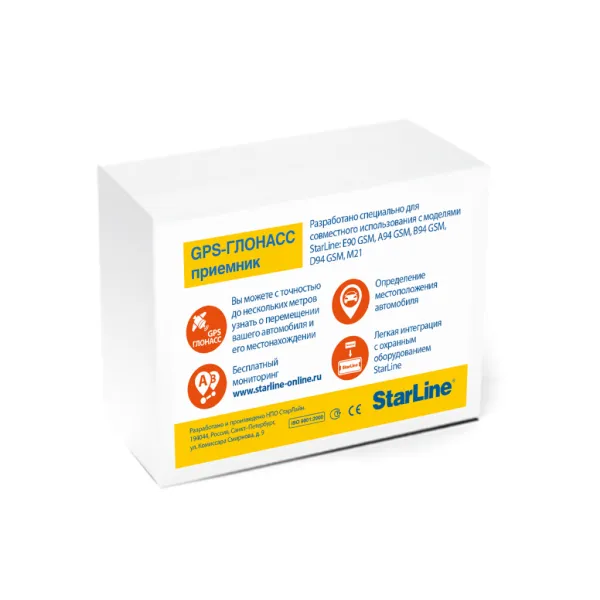 GPS-ГЛОНАСС
приемник
Разработано специально для
совместного использования с моделями
StarLine: E90 GSM, A94 GSM, B94 GSM,
D94 GSM, M21
GPS
ГЛОНАСС
Вы можете с точностью
до нескольких метров
узнать о перемещении
вашего автомобиля и
его местонахождении
Определение
местоположения
автомобиля
A B
Бесплатный
мониторинг
www.starline-online.ru
StarLine
Легкая интеграция
с охранным
оборудованием
StarLine
Разработано и произведено НПО СтарЛайн
194044, Россия, Санкт-Петербург,
ул. Комиссара Смирнова, д. 9
ISO 9001:2000
CE
StarLine®